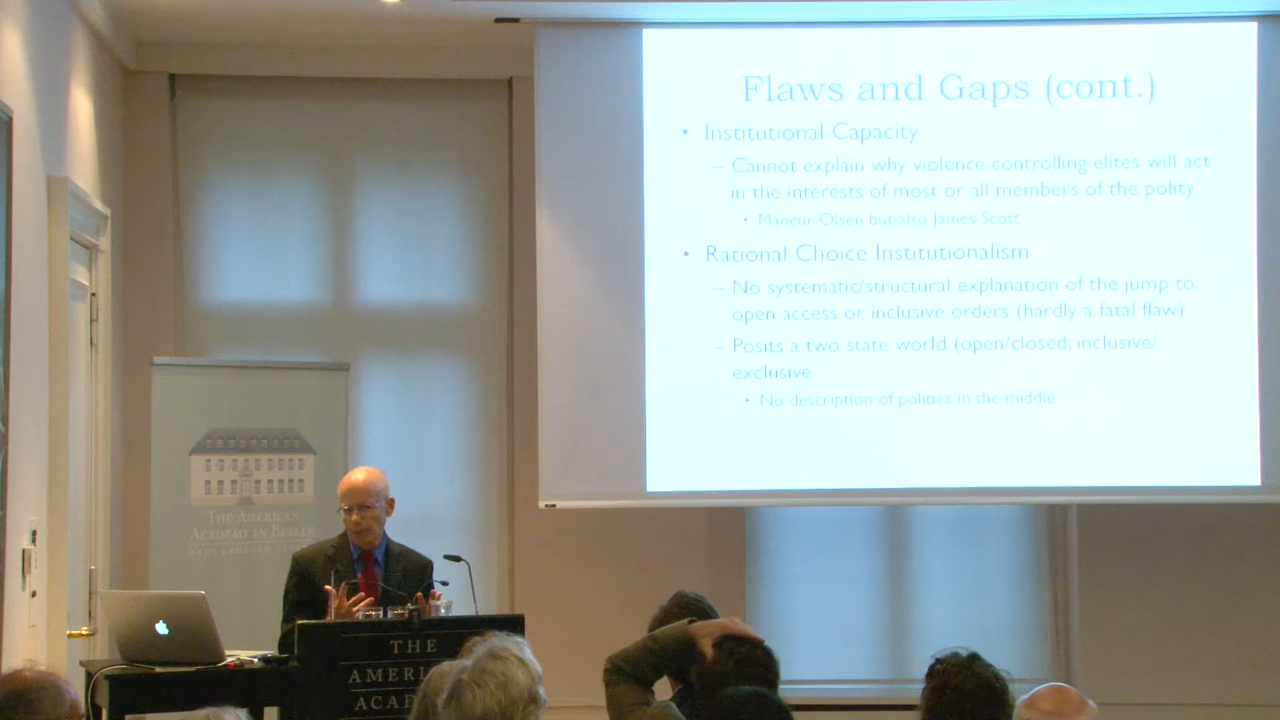 Flaws and Gaps (cont.)
• Institutional Capacity
– Cannot explain why violence controlling elites will act
in the interests of most or all members of the polity
• Mancur Olsen but also James Scott
• Rational Choice Institutionalism
– No systematic/structural explanation of the jump to
open access or inclusive orders (hardly a fatal flaw)
– Posits a two state world (open/closed; inclusive/
exclusive
• No description of polities in the middle
THE AMERICAN
ACADEMY IN BERLIN
THE
AMERI
ACAD